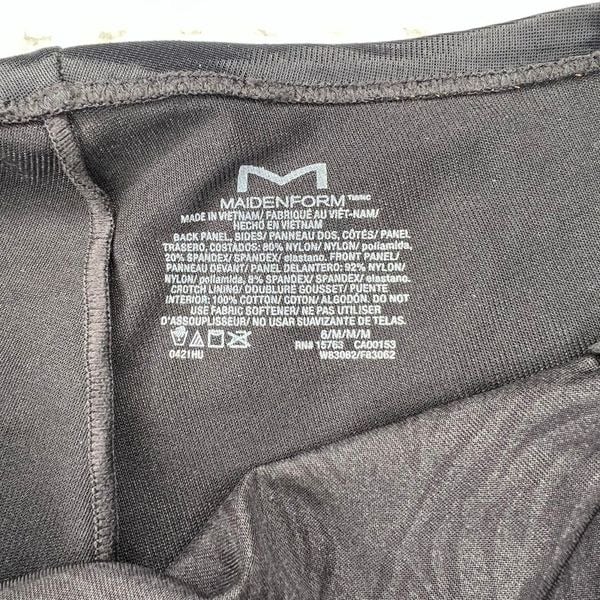 M
MAIDENFORM TM/MC
MADE IN VIETNAM/ FABRIQUÉ AU VIÊT-NAM/
HECHO EN VIETNAM
BACK PANEL, SIDES/ PANNEAU DOS, CÔTÉS/ PANEL
TRASERO, COSTADOS: 80% NYLON/ NYLON/ poliamida,
20% SPANDEX/ SPANDEX/ elastano. FRONT PANEL/
PANNEAU DEVANT/ PANEL DELANTERO: 92% NYLON/
NYLON/ poliamida, 8% SPANDEX/ SPANDEX/ elastano.
CROTCH LINING/ DOUBLURE GOUSSET/ PUENTE
INTERIOR: 100% COTTON/ COTON/ ALGODÓN. DO NOT
USE FABRIC SOFTENER/ NE PAS UTILISER
D'ASSOUPLISSEUR/ NO USAR SUAVIZANTE DE TELAS.
6/M/M/M
RN# 15763 CA00153
0421HU W83062/F83062